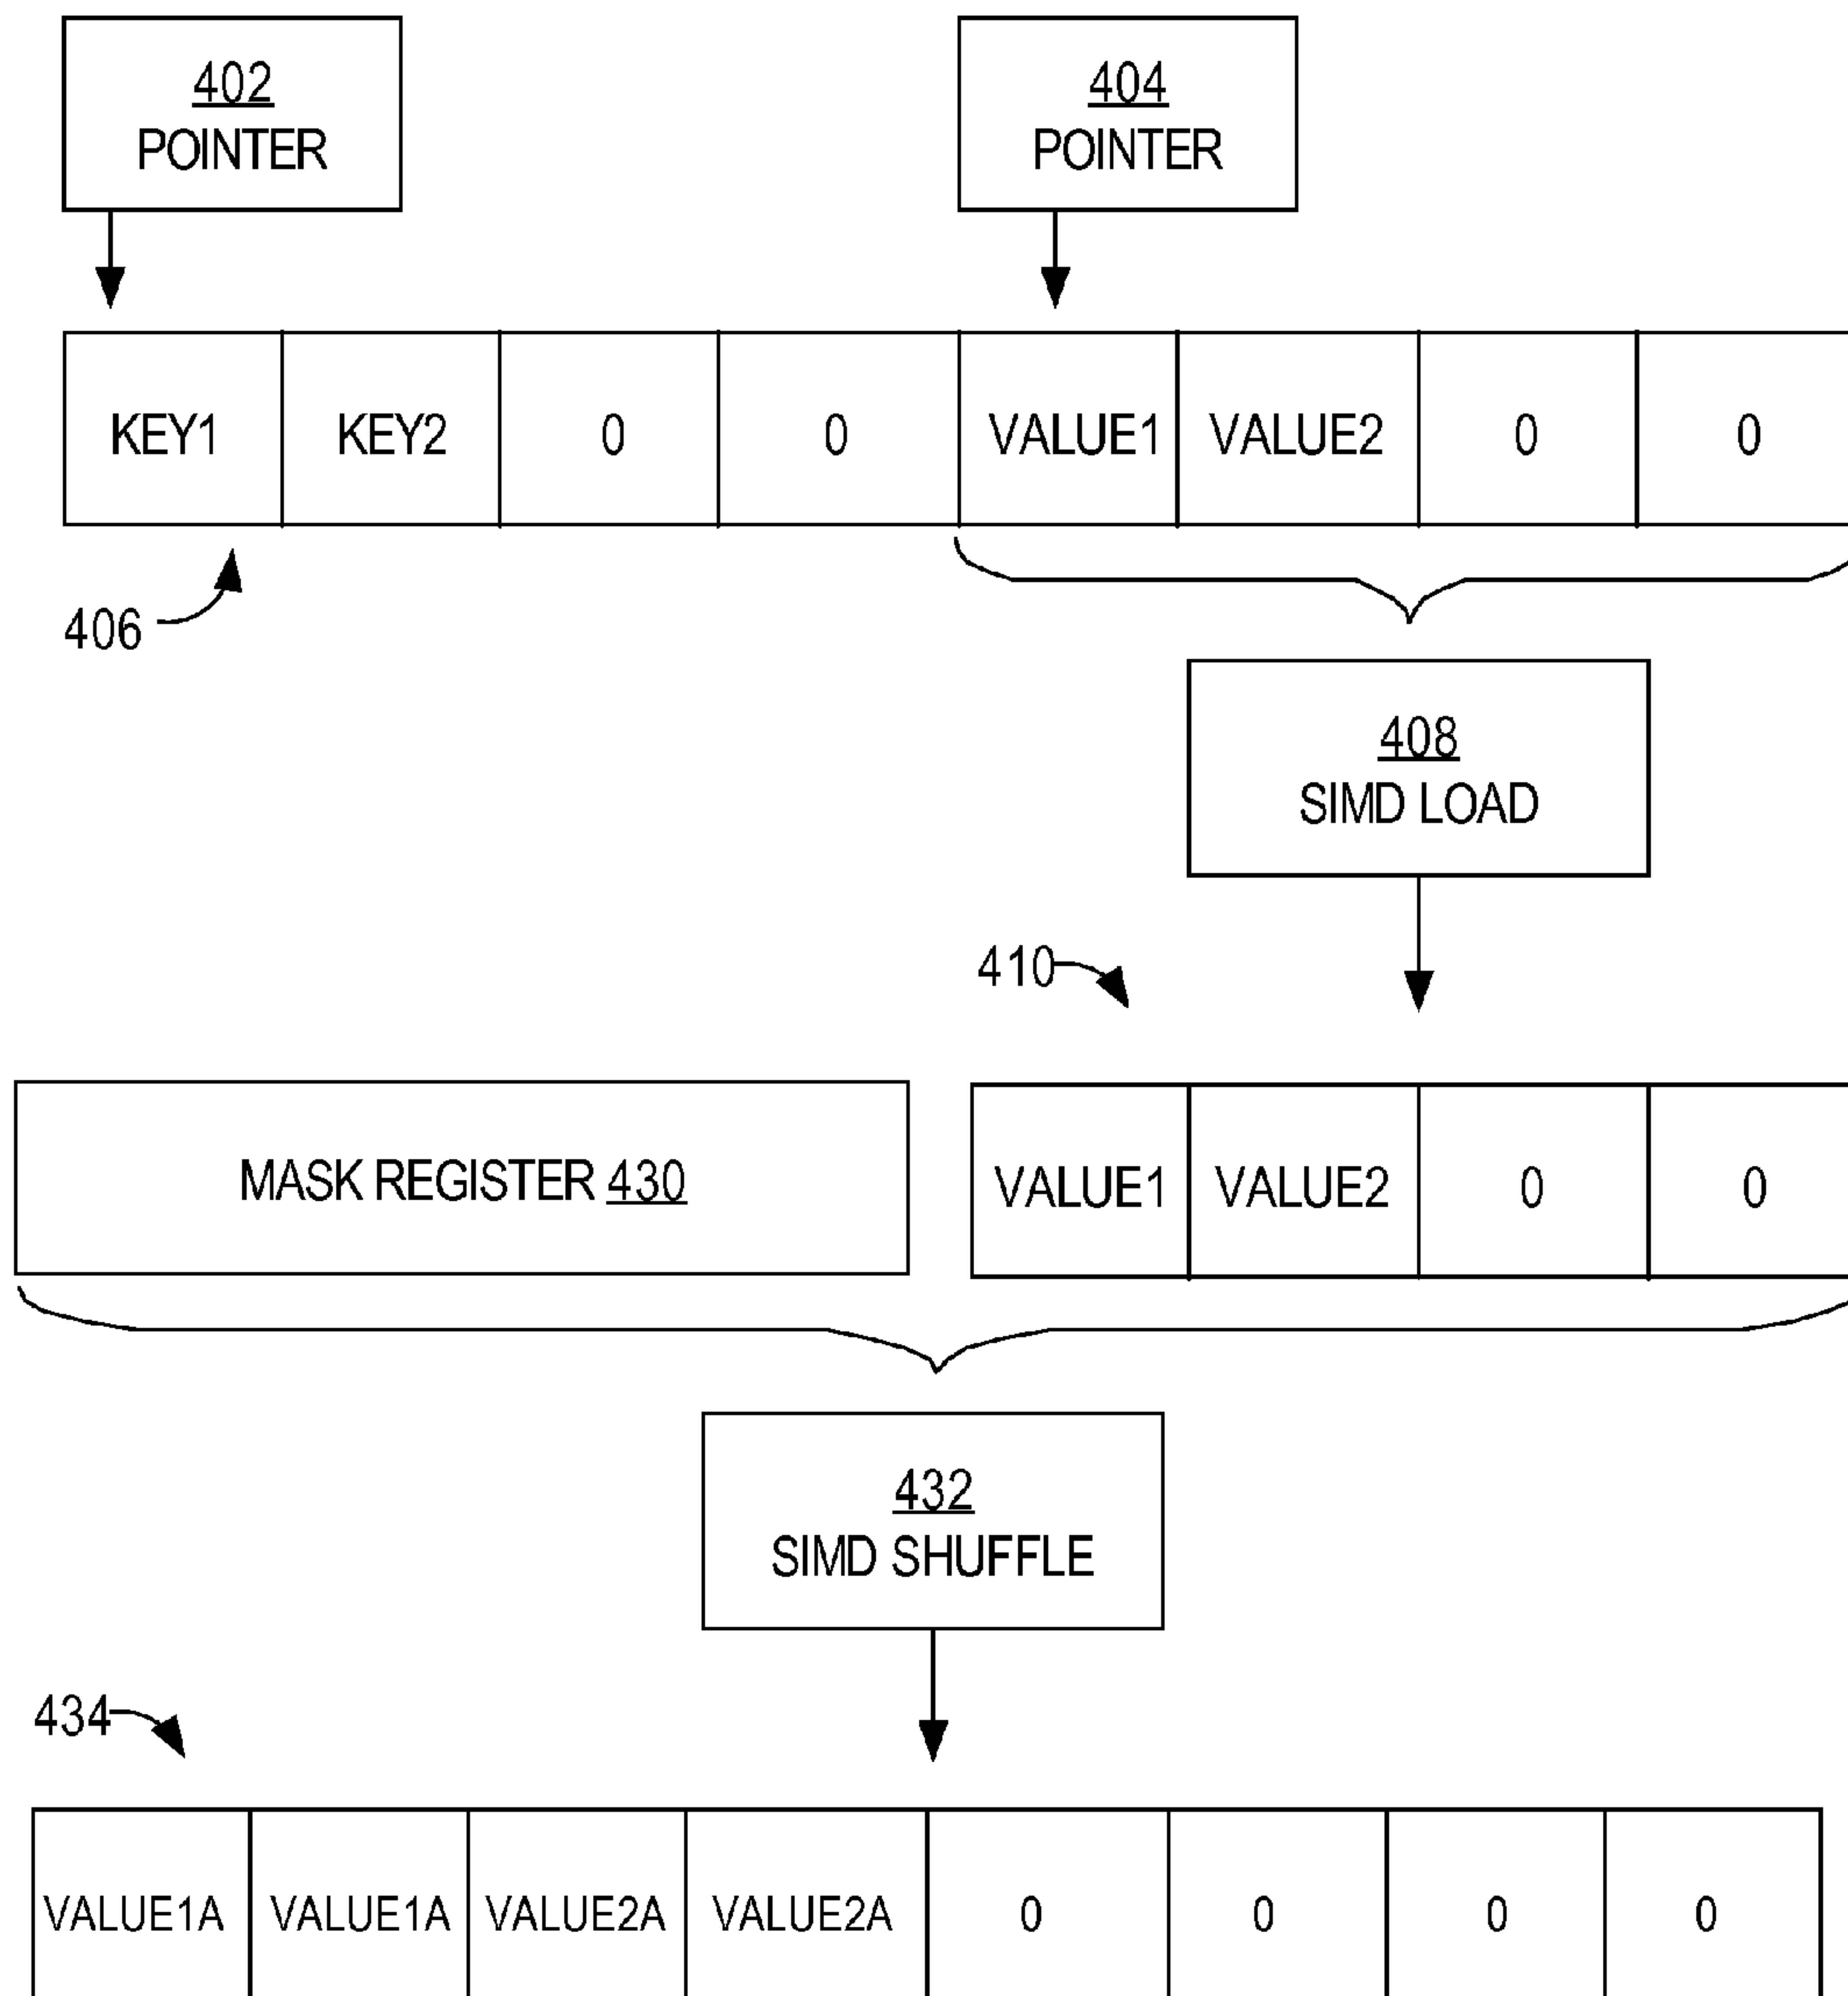 402
POINTER
404
POINTER
KEY1 KEY2 0 0 VALUE1 VALUE2 0 0
406
408
SIMD LOAD
410
MASK REGISTER 430
VALUE1 VALUE2 0 0
432
SIMD SHUFFLE
434
VALUE1A VALUE1A VALUE2A VALUE2A 0 0 0 0